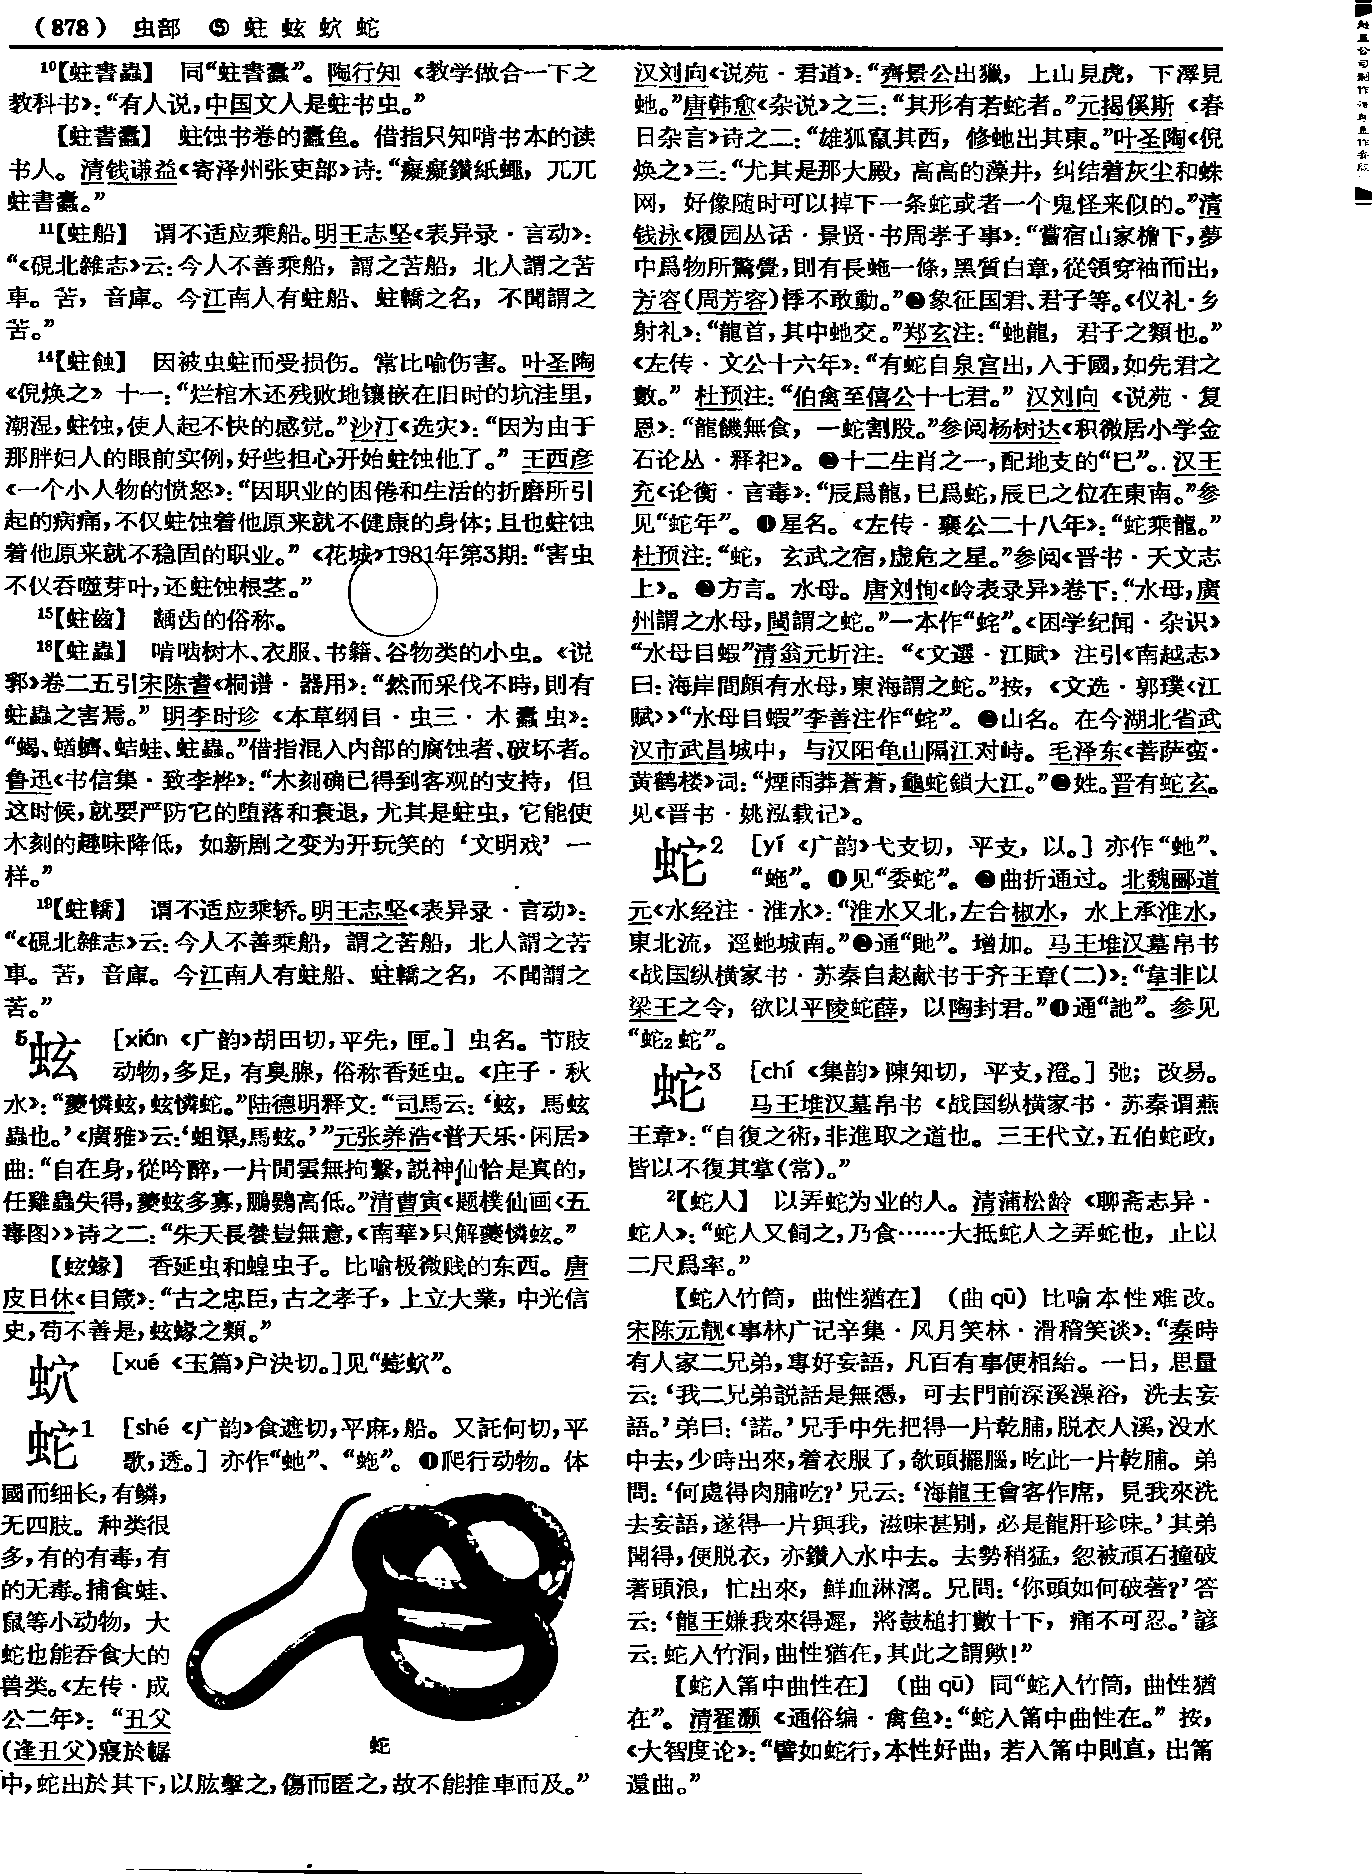 （878） 虫部 ⑤ 蛀 蚿 蚗 蛇
¹⁰【蛀書蟲】 同“蛀書蠹”。陶行知《教学做合一下之
教科书》：“有人说，中国文人是蛀书虫。”
【蛀書蠹】 蛀蚀书卷的蠹鱼。借指只知啃书本的读
书人。清钱谦益《寄泽州张吏部》诗：“癡癡鑽紙蠅，兀兀
蛀書蠹。”
¹¹【蛀船】 谓不适应乘船。明王志坚《表异录·言动》：
“《硯北雜志》云：今人不善乘船，謂之苦船，北人謂之苦
車。苦，音庫。今江南人有蛀船、蛀轎之名，不聞謂之
苦。”
¹⁴【蛀蝕】 因被虫蛀而受损伤。常比喻伤害。叶圣陶
《倪焕之》十一：“烂棺木还残败地镶嵌在旧时的坑洼里，
潮湿，蛀蚀，使人起不快的感觉。”沙汀《选灾》：“因为由于
那胖妇人的眼前实例，好些担心开始蛀蚀他了。”王西彦
《一个小人物的愤怒》：“因职业的困倦和生活的折磨所引
起的病痛，不仅蛀蚀着他原来就不健康的身体；且也蛀蚀
着他原来就不稳固的职业。”《花城》1981年第3期：“害虫
不仅吞噬芽叶，还蛀蚀根茎。”
¹⁵【蛀齒】 龋齿的俗称。
¹⁸【蛀蟲】 啃啮树木、衣服、书籍、谷物类的小虫。《说
郛》卷二五引宋陈翥《桐谱·器用》：“然而采伐不時，則有
蛀蟲之害焉。”明李时珍《本草纲目·虫三·木蠹虫》：
“蝎、蝤蠐、蛣𧌑、蛀蟲。”借指混入内部的腐蚀者、破坏者。
鲁迅《书信集·致李桦》：“木刻确已得到客观的支持，但
这时候，就要严防它的堕落和衰退，尤其是蛀虫，它能使
木刻的趣味降低，如新剧之变为开玩笑的‘文明戏’一
样。”
¹⁹【蛀轎】 谓不适应乘轿。明王志坚《表异录·言动》：
“《硯北雜志》云：今人不善乘船，謂之苦船，北人謂之苦
車。苦，音庫。今江南人有蛀船、蛀轎之名，不聞謂之
苦。”
⁵蚿 [xián《广韵》胡田切，平先，匣。] 虫名。节肢
动物，多足，有臭腺，俗称香延虫。《庄子·秋
水》：“夔憐蚿，蚿憐蛇。”陆德明释文：“司馬云：‘蚿，馬蚿
蟲也。’《廣雅》云：‘蛆渠，馬蚿。’”元张养浩《普天乐·闲居》
曲：“自在身，從吟醉，一片閒雲無拘繫，説神仙恰是真的，
任雞蟲失得，夔蚿多寡，鵬鷃高低。”清曹寅《题樸仙画〈五
毒图〉》诗之二：“朱天長養豈無意，《南華》只解夔憐蚿。”
【蚿蝝】 香延虫和蝗虫子。比喻极微贱的东西。唐
皮日休《目箴》：“古之忠臣，古之孝子，上立大業，中光信
史，苟不善是，蚿蝝之類。”
蚗 [xué《玉篇》户決切。]见“蟛蚗”。
蛇¹ [shé《广韵》食遮切，平麻，船。又託何切，平
歌，透。] 亦作“虵”、“虵”。❶爬行动物。体
圆而细长，有鳞，
无四肢。种类很
多，有的有毒，有
的无毒。捕食蛙、
鼠等小动物，大
蛇也能吞食大的
兽类。《左传·成
公二年》：“丑父
（逢丑父）寢於轏
中，蛇出於其下，以肱擊之，傷而匿之，故不能推車而及。”
蛇
汉刘向《说苑·君道》：“齊景公出獵，上山見虎，下澤見
虵。”唐韩愈《杂说》之三：“其形有若蛇者。”元揭傒斯《春
日杂言》诗之二：“雄狐竄其西，修虵出其東。”叶圣陶《倪
焕之》三：“尤其是那大殿，高高的藻井，纠结着灰尘和蛛
网，好像随时可以掉下一条蛇或者一个鬼怪来似的。”清
钱泳《履园丛话·景贤·书周孝子事》：“嘗宿山家檐下，夢
中爲物所驚覺，則有長虵一條，黑質白章，從領穿袖而出，
芳容（周芳容）悸不敢動。”❷象征国君、君子等。《仪礼·乡
射礼》：“龍首，其中虵交。”郑玄注：“虵龍，君子之類也。”
《左传·文公十六年》：“有蛇自泉宫出，入于國，如先君之
數。”杜预注：“伯禽至僖公十七君。”汉刘向《说苑·复
恩》：“龍饑無食，一蛇割股。”参阅杨树达《积微居小学金
石论丛·释祀》。❸十二生肖之一，配地支的“巳”。汉王
充《论衡·言毒》：“辰爲龍，巳爲蛇，辰巳之位在東南。”参
见“蛇年”。❹星名。《左传·襄公二十八年》：“蛇乘龍。”
杜预注：“蛇，玄武之宿，虚危之星。”参阅《晋书·天文志
上》。❺方言。水母。唐刘恂《岭表录异》卷下：“水母，廣
州謂之水母，閩謂之蛇。”一本作“𧉟”。《困学纪闻·杂识》
“水母目蝦”清翁元圻注：“《文選·江賦》注引《南越志》
曰：海岸間頗有水母，東海謂之蛇。”按，《文选·郭璞〈江
赋〉》“水母目蝦”李善注作“蛇”。❻山名。在今湖北省武
汉市武昌城中，与汉阳龟山隔江对峙。毛泽东《菩萨蛮·
黄鹤楼》词：“煙雨莽蒼蒼，龜蛇鎖大江。”❼姓。晋有蛇玄。
见《晋书·姚泓载记》。
蛇² [yí《广韵》弋支切，平支，以。] 亦作“虵”、
“虵”。❶见“委蛇”。❷曲折通过。北魏郦道
元《水经注·淮水》：“淮水又北，左合椒水，水上承淮水，
東北流，逕虵城南。”❸通“貤”。增加。马王堆汉墓帛书
《战国纵横家书·苏秦自赵献书于齐王章（二）》：“韋非以
梁王之令，欲以平陵蛇薛，以陶封君。”❹通“訑”。参见
“蛇₂蛇”。
蛇³ [chí《集韵》陳知切，平支，澄。] 弛；改易。
马王堆汉墓帛书《战国纵横家书·苏秦谓燕
王章》：“自復之術，非進取之道也。三王代立，五伯蛇政，
皆以不復其掌（常）。”
²【蛇人】 以弄蛇为业的人。清蒲松龄《聊斋志异·
蛇人》：“蛇人又飼之，乃食……大抵蛇人之弄蛇也，止以
二尺爲率。”
【蛇入竹筒，曲性猶在】 （曲qū）比喻本性难改。
宋陈元靓《事林广记辛集·风月笑林·滑稽笑谈》：“秦時
有人家二兄弟，專好妄語，凡百有事便相紿。一日，思量
云：‘我二兄弟説話是無憑，可去門前深溪澡浴，洗去妄
語。’弟曰：‘諾。’兄手中先把得一片乾脯，脱衣入溪，没水
中去，少時出來，着衣服了，欹頭擺腦，吃此一片乾脯。弟
問：‘何處得肉脯吃？’兄云：‘海龍王會客作席，見我來洗
去妄語，遂得一片與我，滋味甚别，必是龍肝珍味。’其弟
聞得，便脱衣，亦鑽入水中去。去勢稍猛，忽被頑石撞破
著頭浪，忙出來，鮮血淋漓。兄問：‘你頭如何破著？’答
云：‘龍王嫌我來得遲，將鼓槌打數十下，痛不可忍。’諺
云：蛇入竹洞，曲性猶在，其此之謂歟！”
【蛇入筩中曲性在】 （曲qū）同“蛇入竹筒，曲性猶
在”。清翟灏《通俗编·禽鱼》：“蛇入筩中曲性在。”按，
《大智度论》：“譬如蛇行，本性好曲，若入筩中則直，出筩
還曲。”